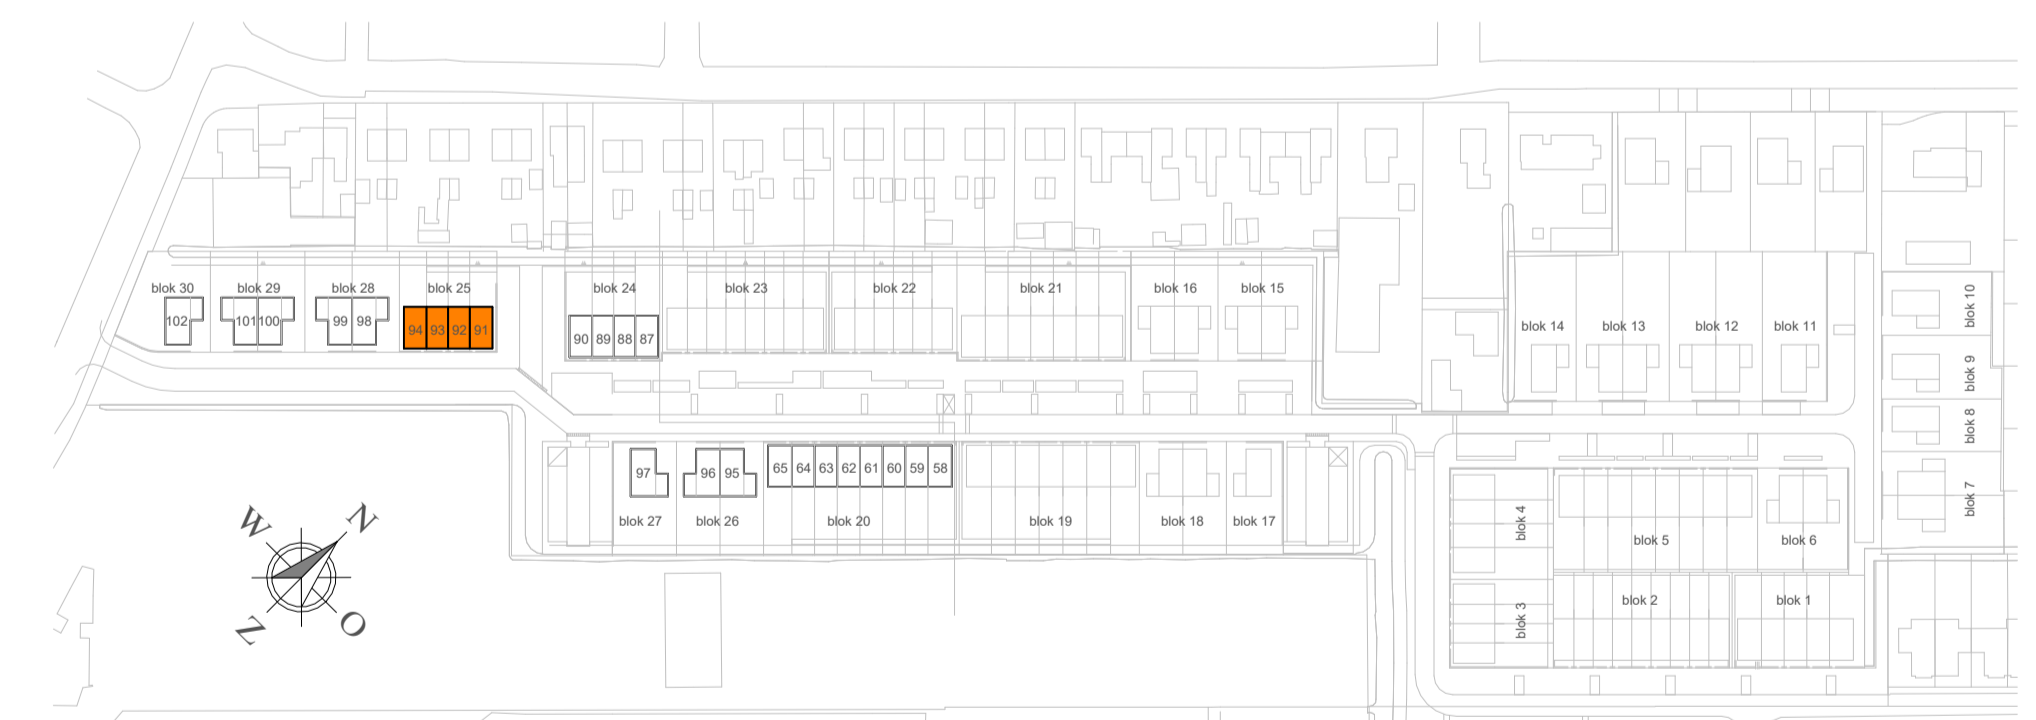 blok 30
blok 29
blok 28
blok 25
blok 24
blok 23
blok 22
blok 21
blok 16
blok 15
102
101 100
99 98
94 93 92 91
90 89 88 87
blok 14
blok 13
blok 12
blok 11
blok 10
blok 9
blok 8
blok 7
97
96 95
65 64 63 62 61 60 59 58
blok 27
blok 26
blok 20
blok 19
blok 18
blok 17
blok 4
blok 5
blok 6
blok 3
blok 2
blok 1
W
N
Z
O